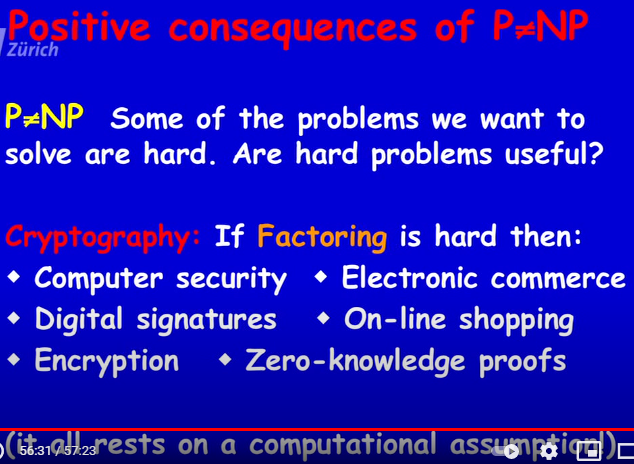 Positive consequences of P≠NP
Zürich
P≠NP Some of the problems we want to
solve are hard. Are hard problems useful?
Cryptography: If Factoring is hard then:
◆ Computer security ◆ Electronic commerce
◆ Digital signatures ◆ On-line shopping
◆ Encryption ◆ Zero-knowledge proofs
(it all rests on a computational assumption!)
56:31 / 57:23